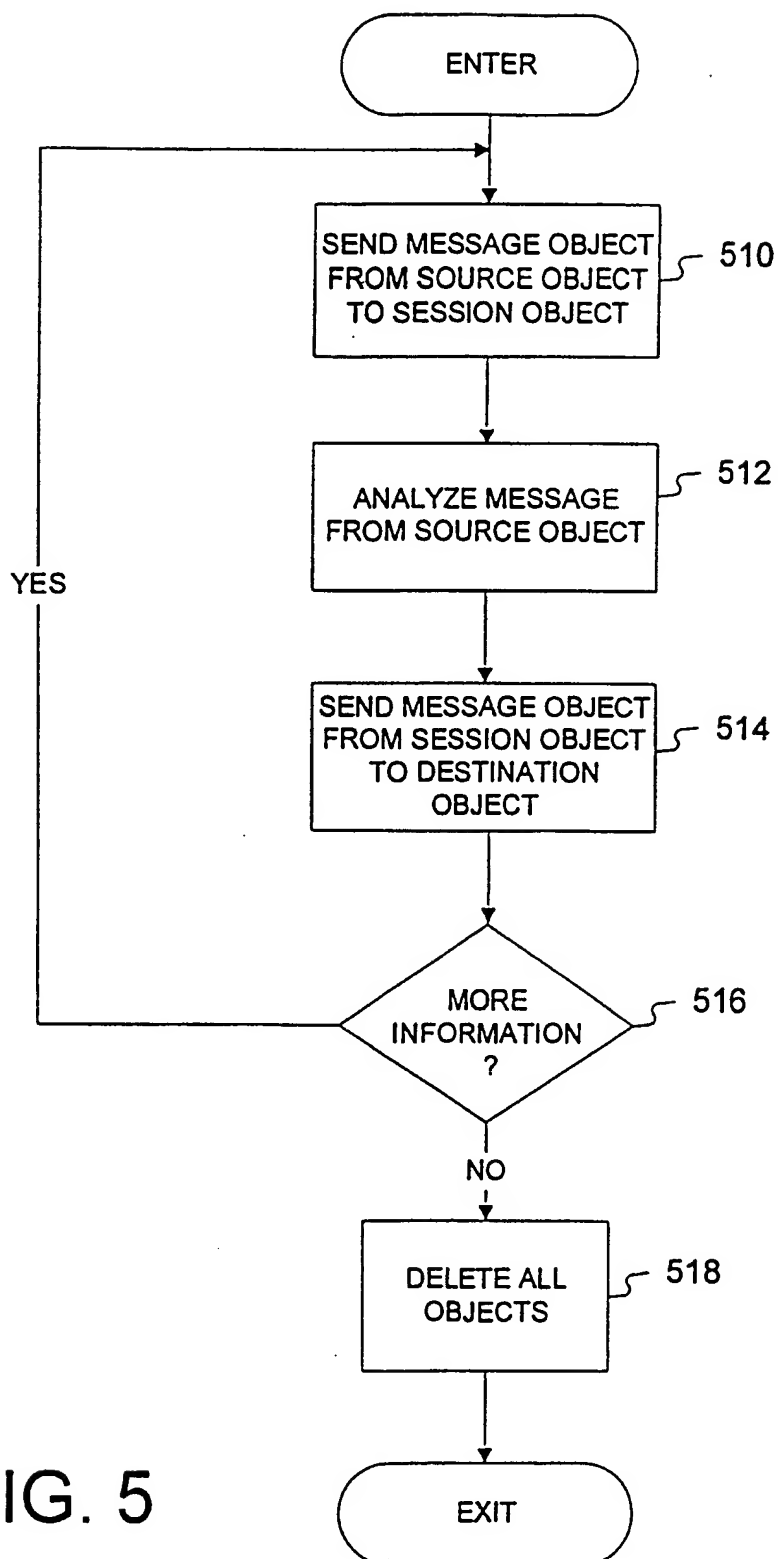 ENTER
SEND MESSAGE OBJECT
FROM SOURCE OBJECT
TO SESSION OBJECT
510
ANALYZE MESSAGE
FROM SOURCE OBJECT
512
YES
SEND MESSAGE OBJECT
FROM SESSION OBJECT
TO DESTINATION
OBJECT
514
MORE
INFORMATION
?
516
NO
DELETE ALL
OBJECTS
518
EXIT
IG. 5